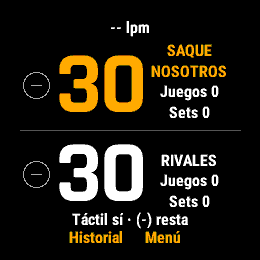 -- lpm
SAQUE
30 NOSOTROS
Juegos 0
Sets 0
30 RIVALES
Juegos 0
Sets 0
Táctil sí · (-) resta
Historial Menú